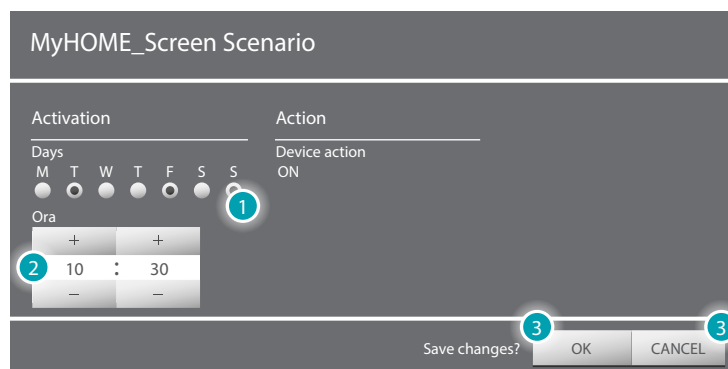 MyHOME_Screen Scenario
Activation
Action
Days
Device action
M T W T F S S
ON
1
Ora
+ +
2 10 : 30
– –
3 3
Save changes? OK CANCEL